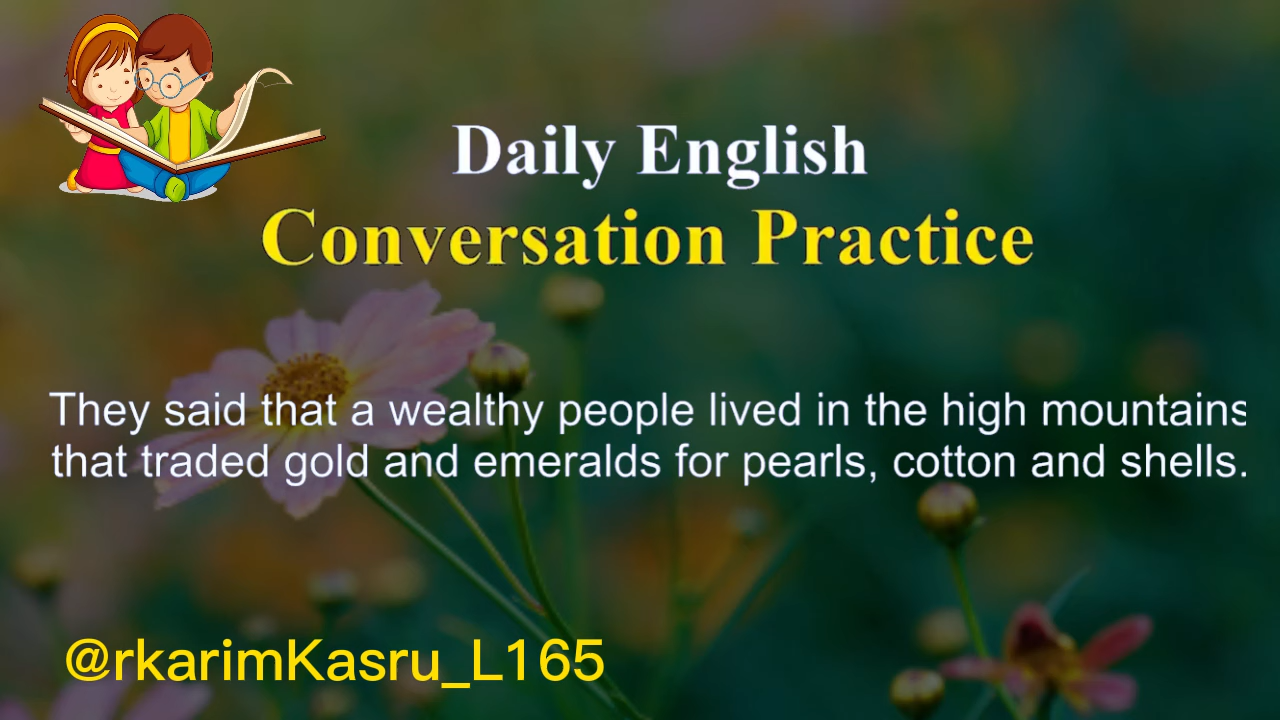 Daily English
Conversation Practice
They said that a wealthy people lived in the high mountains
that traded gold and emeralds for pearls, cotton and shells.
@rkarimKasru_L165